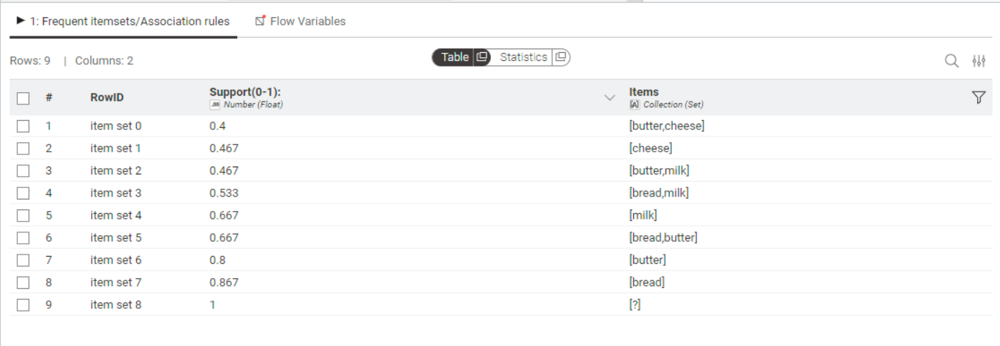 ▶ 1: Frequent itemsets/Association rules Flow Variables
Rows: 9 | Columns: 2 Table Statistics
# RowID Support(0-1): Items
.00 Number (Float) [A] Collection (Set)
1 item set 0 0.4 [butter,cheese]
2 item set 1 0.467 [cheese]
3 item set 2 0.467 [butter,milk]
4 item set 3 0.533 [bread,milk]
5 item set 4 0.667 [milk]
6 item set 5 0.667 [bread,butter]
7 item set 6 0.8 [butter]
8 item set 7 0.867 [bread]
9 item set 8 1 [?]